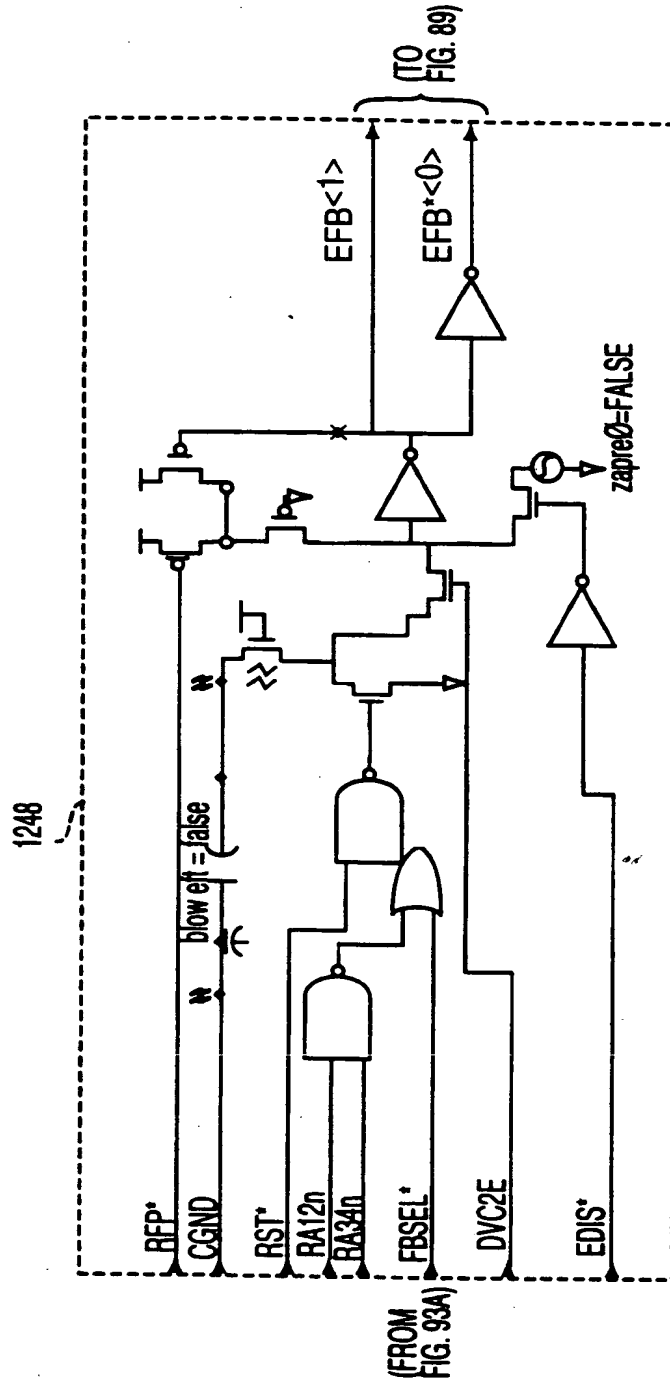 1248
RFP*
CGND
RST*
RA12n
RA34n
FBSEL*
DVC2E
EDIS*
(FROM
FIG. 93A)
blow eft = false
zapreØ=FALSE
EFB<1>
EFB*<0>
(TO
FIG. 89)